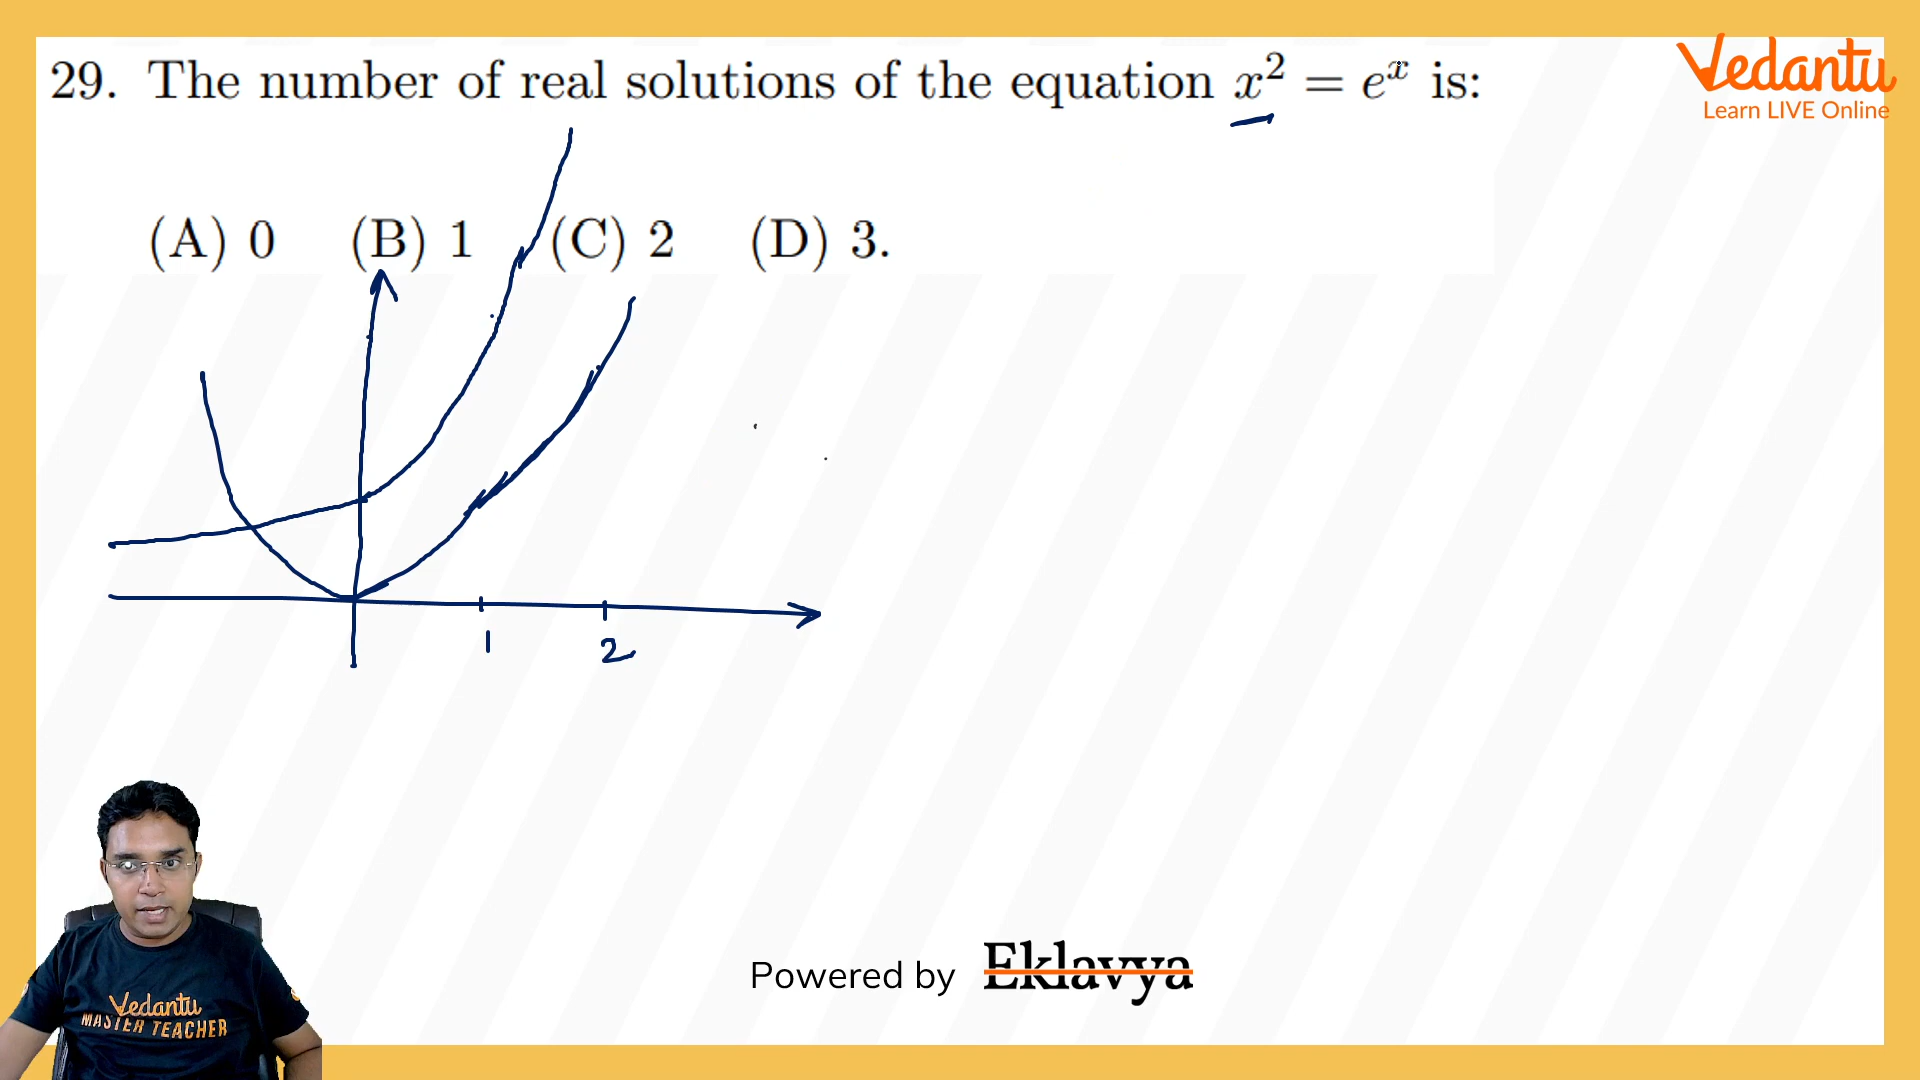 29. The number of real solutions of the equation x² = eˣ is:
Vedantu
Learn LIVE Online
(A) 0 (B) 1 (C) 2 (D) 3.
1
2
Vedantu
MASTER TEACHER
Powered by Eklavya